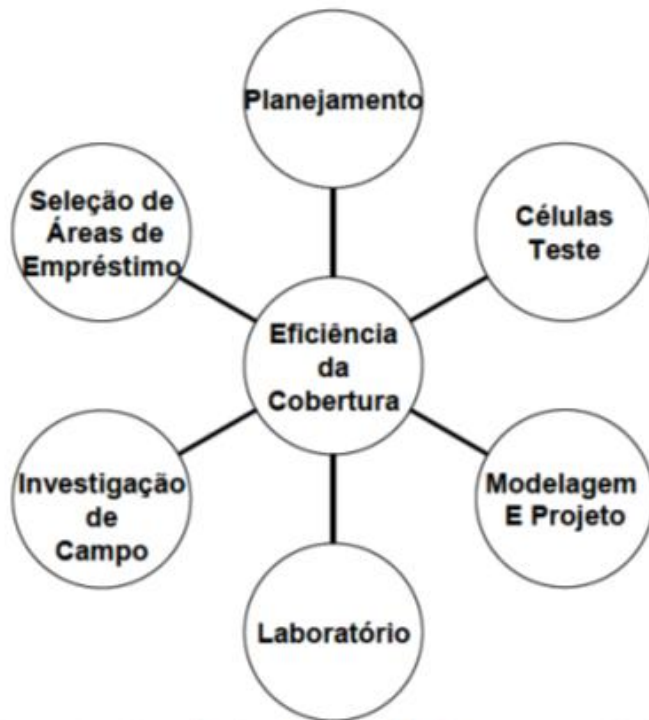 Planejamento
Seleção de
Áreas de
Empréstimo
Células
Teste
Eficiência
da
Cobertura
Investigação
de
Campo
Modelagem
E Projeto
Laboratório